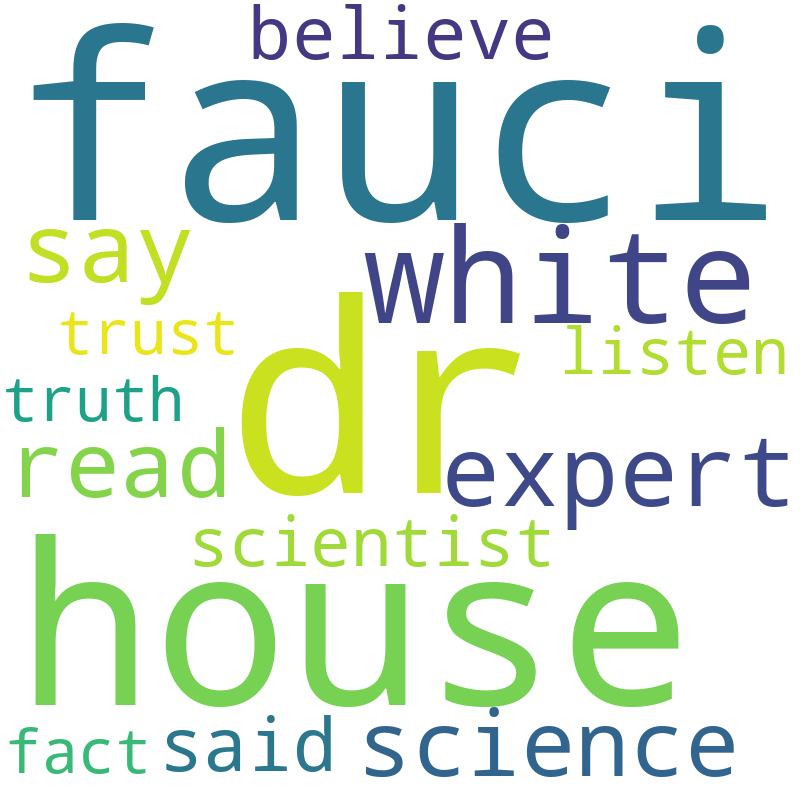 believe
fauci
say
white
trust
listen
dr
truth
read
expert
scientist
house
fact
said
science